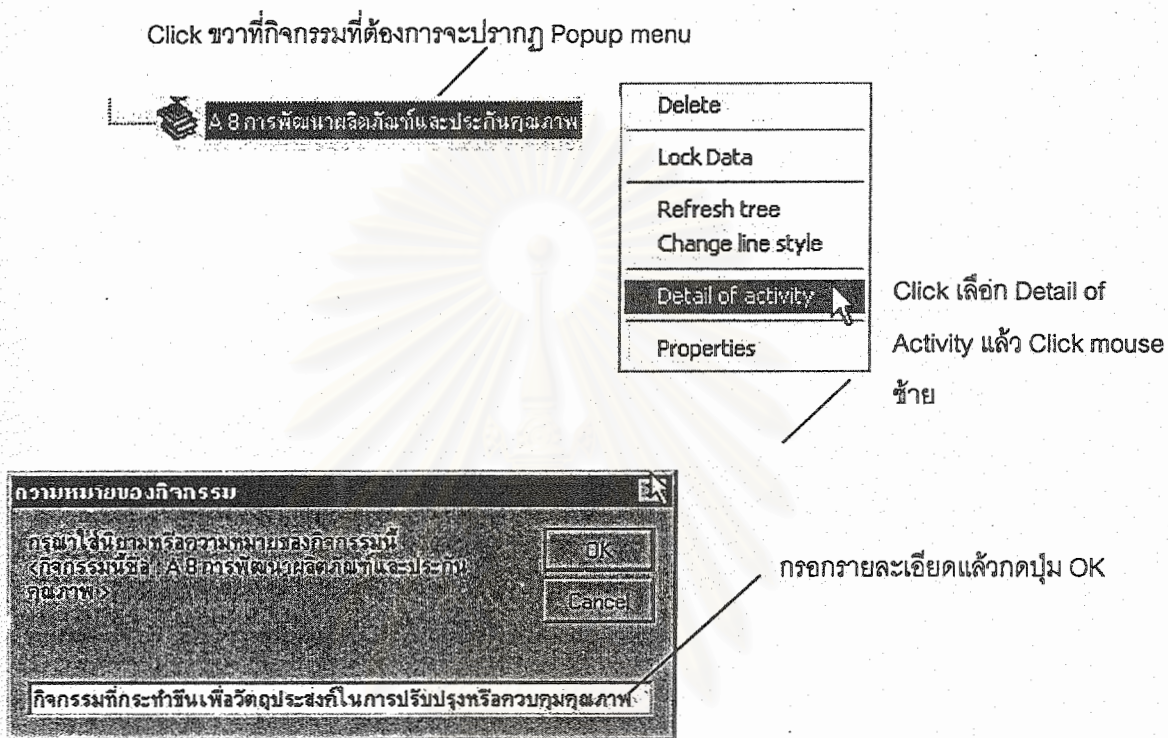 Click ขวาที่กิจกรรมที่ต้องการจะปรากฏ Popup menu
A 8 การพัฒนาผลิตภัณฑ์และประกันคุณภาพ
Delete
Lock Data
Refresh tree
Change line style
Detail of activity
Properties
Click เลือก Detail of
Activity แล้ว Click mouse
ซ้าย
ความหมายของกิจกรรม
กรุณาใส่นิยามหรือความหมายของกิจกรรมนี้
<กิจกรรมนี้ชื่อ : A 8 การพัฒนาผลิตภัณฑ์และประกัน
คุณภาพ>
OK
Cancel
กรอกรายละเอียดแล้วกดปุ่ม OK
กิจกรรมที่กระทำขึ้นเพื่อวัตถุประสงค์ในการปรับปรุงหรือควบคุมคุณภาพ